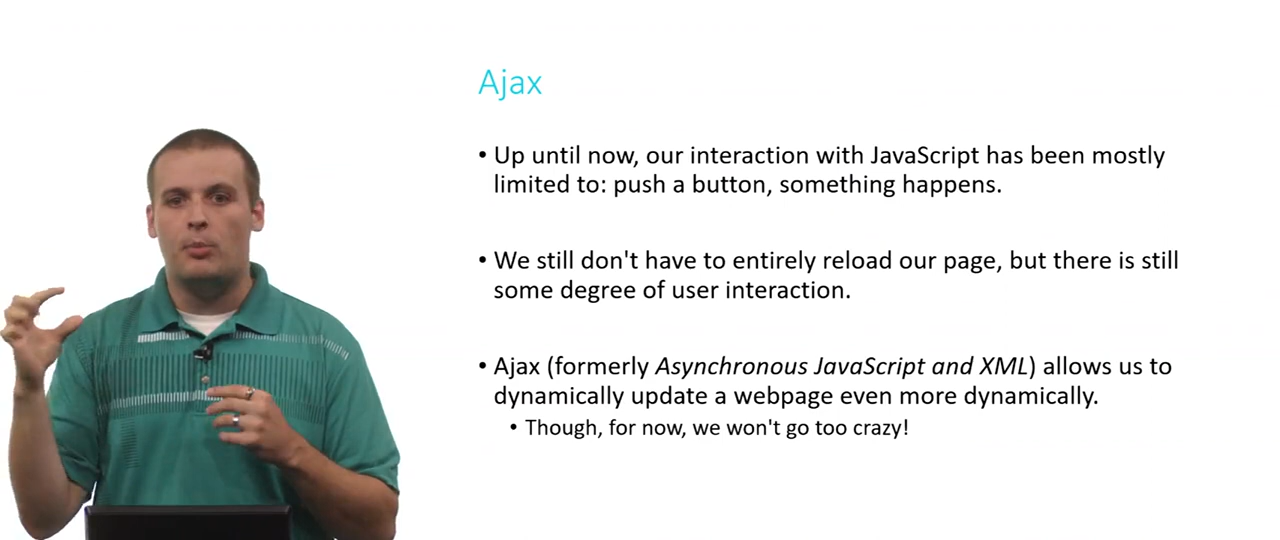 Ajax
• Up until now, our interaction with JavaScript has been mostly
limited to: push a button, something happens.
• We still don't have to entirely reload our page, but there is still
some degree of user interaction.
• Ajax (formerly Asynchronous JavaScript and XML) allows us to
dynamically update a webpage even more dynamically.
• Though, for now, we won't go too crazy!